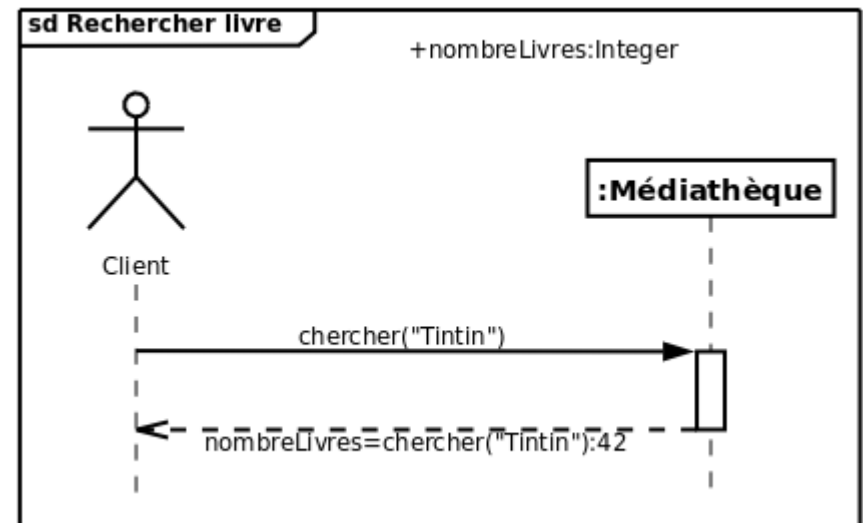 sd Rechercher livre
+nombreLivres:Integer
:Médiathèque
Client
chercher("Tintin")
nombreLivres=chercher("Tintin"):42